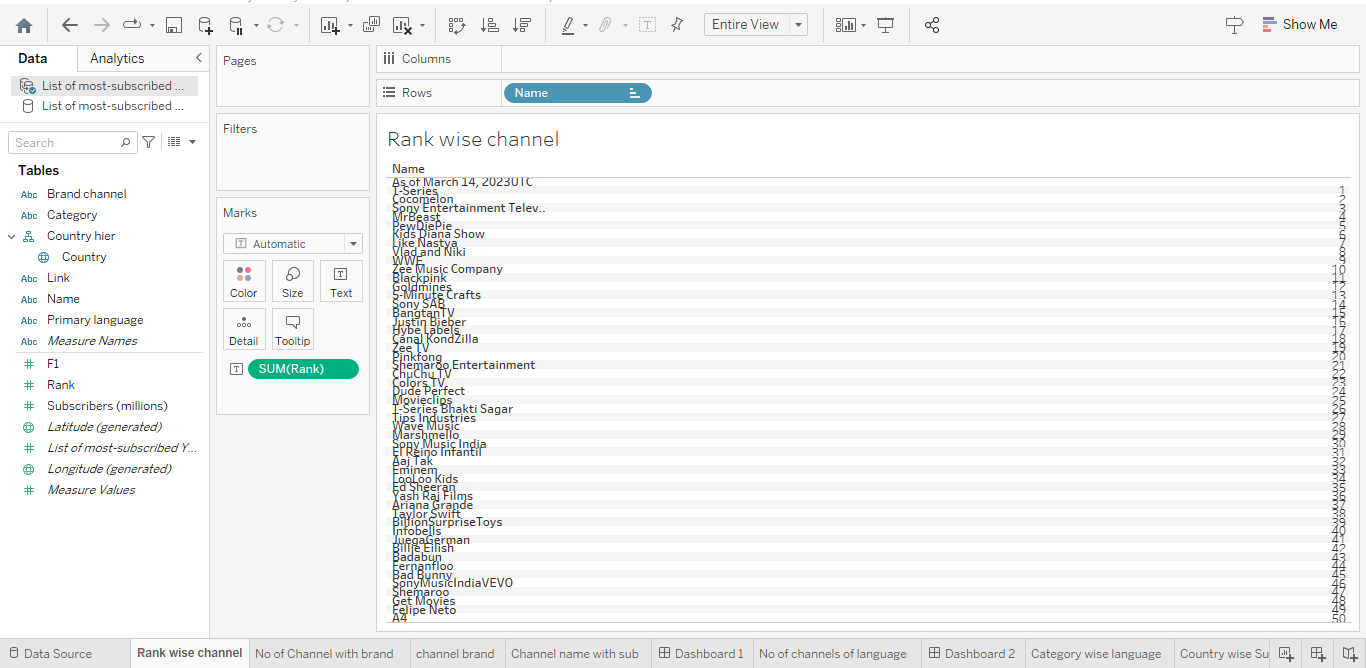 Entire View
Show Me
Data
Analytics
Pages
Columns
List of most-subscribed ...
List of most-subscribed ...
Rows
Name
Search
Filters
Rank wise channel
Tables
Abc Brand channel
Abc Category
Country hier
Country
Abc Link
Abc Name
Abc Primary language
Abc Measure Names
F1
Rank
Subscribers (millions)
Latitude (generated)
List of most-subscribed Y...
Longitude (generated)
Measure Values
Marks
Automatic
Color
Size
Text
Detail
Tooltip
SUM(Rank)
Name
As of March 14, 2023UTC
T-Series 1
Cocomelon 2
Sony Entertainment Telev.. 3
MrBeast 4
PewDiePie 5
Kids Diana Show 6
Like Nastya 7
Vlad and Niki 8
WWE 9
Zee Music Company 10
Blackpink 11
Goldmines 12
5-Minute Crafts 13
Sony SAB 14
BangtanTV 15
Justin Bieber 16
Hybe Labels 17
Canal KondZilla 18
Zee TV 19
Pinkfong 20
Shemaroo Entertainment 21
ChuChu TV 22
Colors TV 23
Dude Perfect 24
Movieclips 25
T-Series Bhakti Sagar 26
Tips Industries 27
Wave Music 28
Marshmello 29
Sony Music India 30
El Reino Infantil 31
Aaj Tak 32
Eminem 33
LooLoo Kids 34
Ed Sheeran 35
Yash Raj Films 36
Ariana Grande 37
Taylor Swift 38
BillionSurpriseToys 39
Infobells 40
JuegaGerman 41
Billie Eilish 42
Badabun 43
Fernanfloo 44
Bad Bunny 45
SonyMusicIndiaVEVO 46
Shemaroo 47
Get Movies 48
Felipe Neto 49
A4 50
Data Source
Rank wise channel
No of Channel with brand
channel brand
Channel name with sub
Dashboard 1
No of channels of language
Dashboard 2
Category wise language
Country wise Su